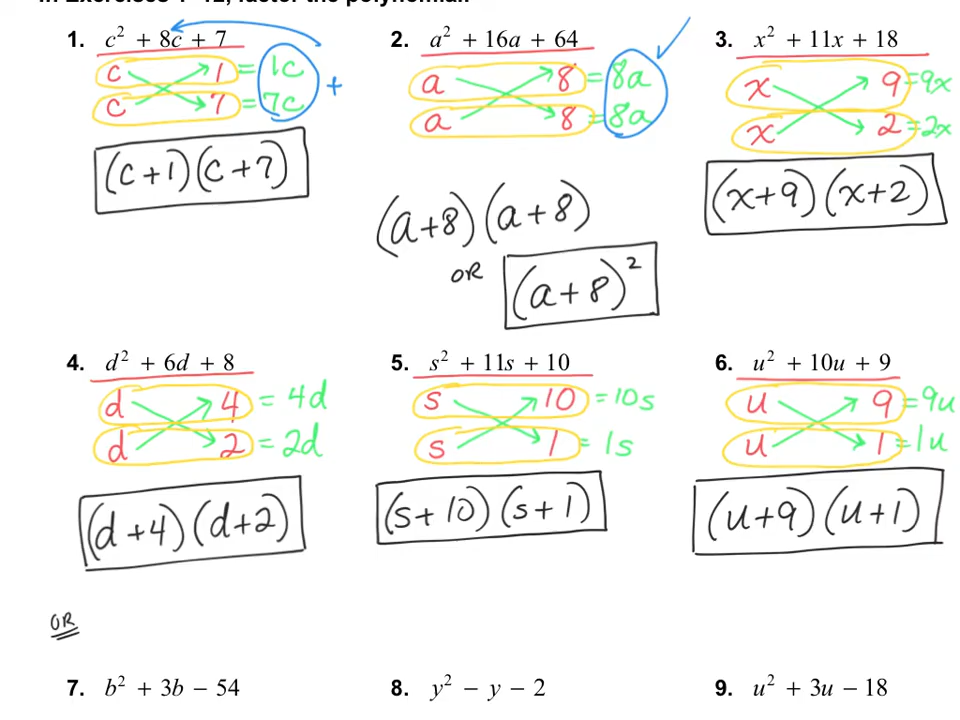 1. c² + 8c + 7
c 1 = 1c
c 7 = 7c
+
(c+1)(c+7)
2. a² + 16a + 64
a 8 = 8a
a 8 = 8a
(a+8)(a+8)
OR (a+8)²
3. x² + 11x + 18
x 9 = 9x
x 2 = 2x
(x+9)(x+2)
4. d² + 6d + 8
d 4 = 4d
d 2 = 2d
(d+4)(d+2)
5. s² + 11s + 10
s 10 = 10s
s 1 = 1s
(s+10)(s+1)
6. u² + 10u + 9
u 9 = 9u
u 1 = 1u
(u+9)(u+1)
OR
7. b² + 3b − 54
8. y² − y − 2
9. u² + 3u − 18